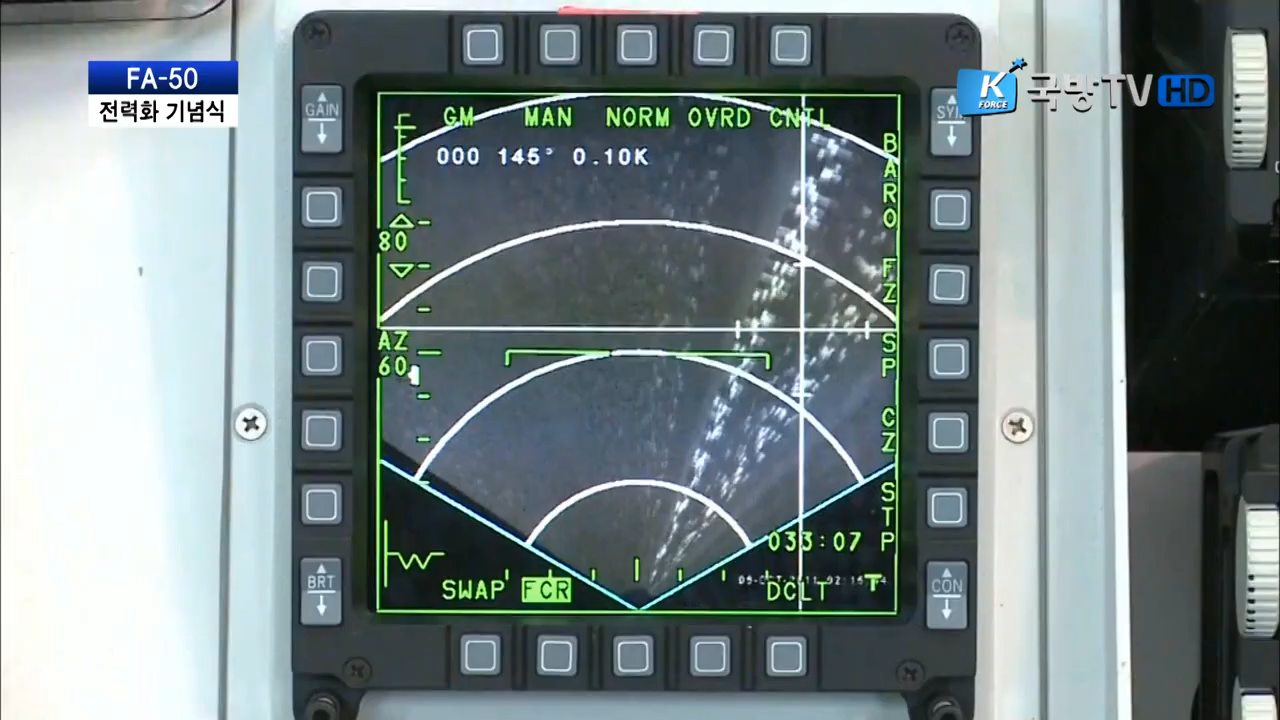 FA-50
전력화 기념식
K FORCE 국방TV HD
GAIN
SYM
GM MAN NORM OVRD CNTL
000 145° 0.10K
BARO
80
FZ
AZ
60
SP
CZ
STP
033:07
BRT
CON
SWAP FCR DCLT T